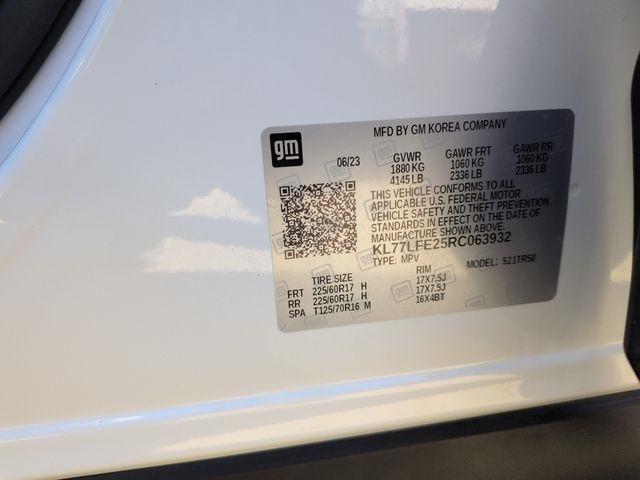 gm
MFD BY GM KOREA COMPANY
06/23 GVWR GAWR FRT GAWR RR
1880 KG 1060 KG 1060 KG
4145 LB 2336 LB 2336 LB
THIS VEHICLE CONFORMS TO ALL
APPLICABLE U.S. FEDERAL MOTOR
VEHICLE SAFETY AND THEFT PREVENTION
STANDARDS IN EFFECT ON THE DATE OF
KL77LFE25RC063932
TYPE: MPV MODEL: 521TR58
TIRE SIZE RIM
FRT 225/60R17 H 17X7.5J
RR 225/60R17 H 17X7.5J
SPA T125/70R16 M 16X4BT